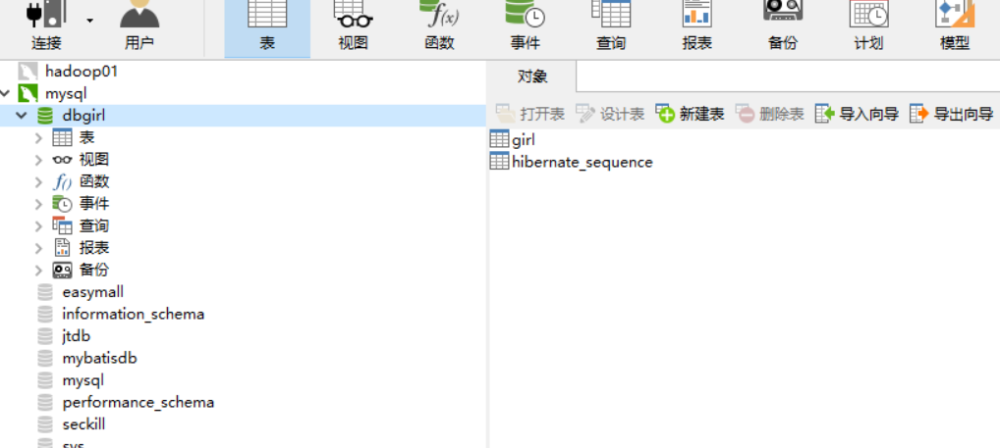 连接 用户 表 视图 函数 事件 查询 报表 备份 计划 模型
hadoop01
mysql
dbgirl
表
视图
函数
事件
查询
报表
备份
easymall
information_schema
jtdb
mybatisdb
mysql
performance_schema
seckill
sys
对象
打开表 设计表 新建表 删除表 导入向导 导出向导
girl
hibernate_sequence